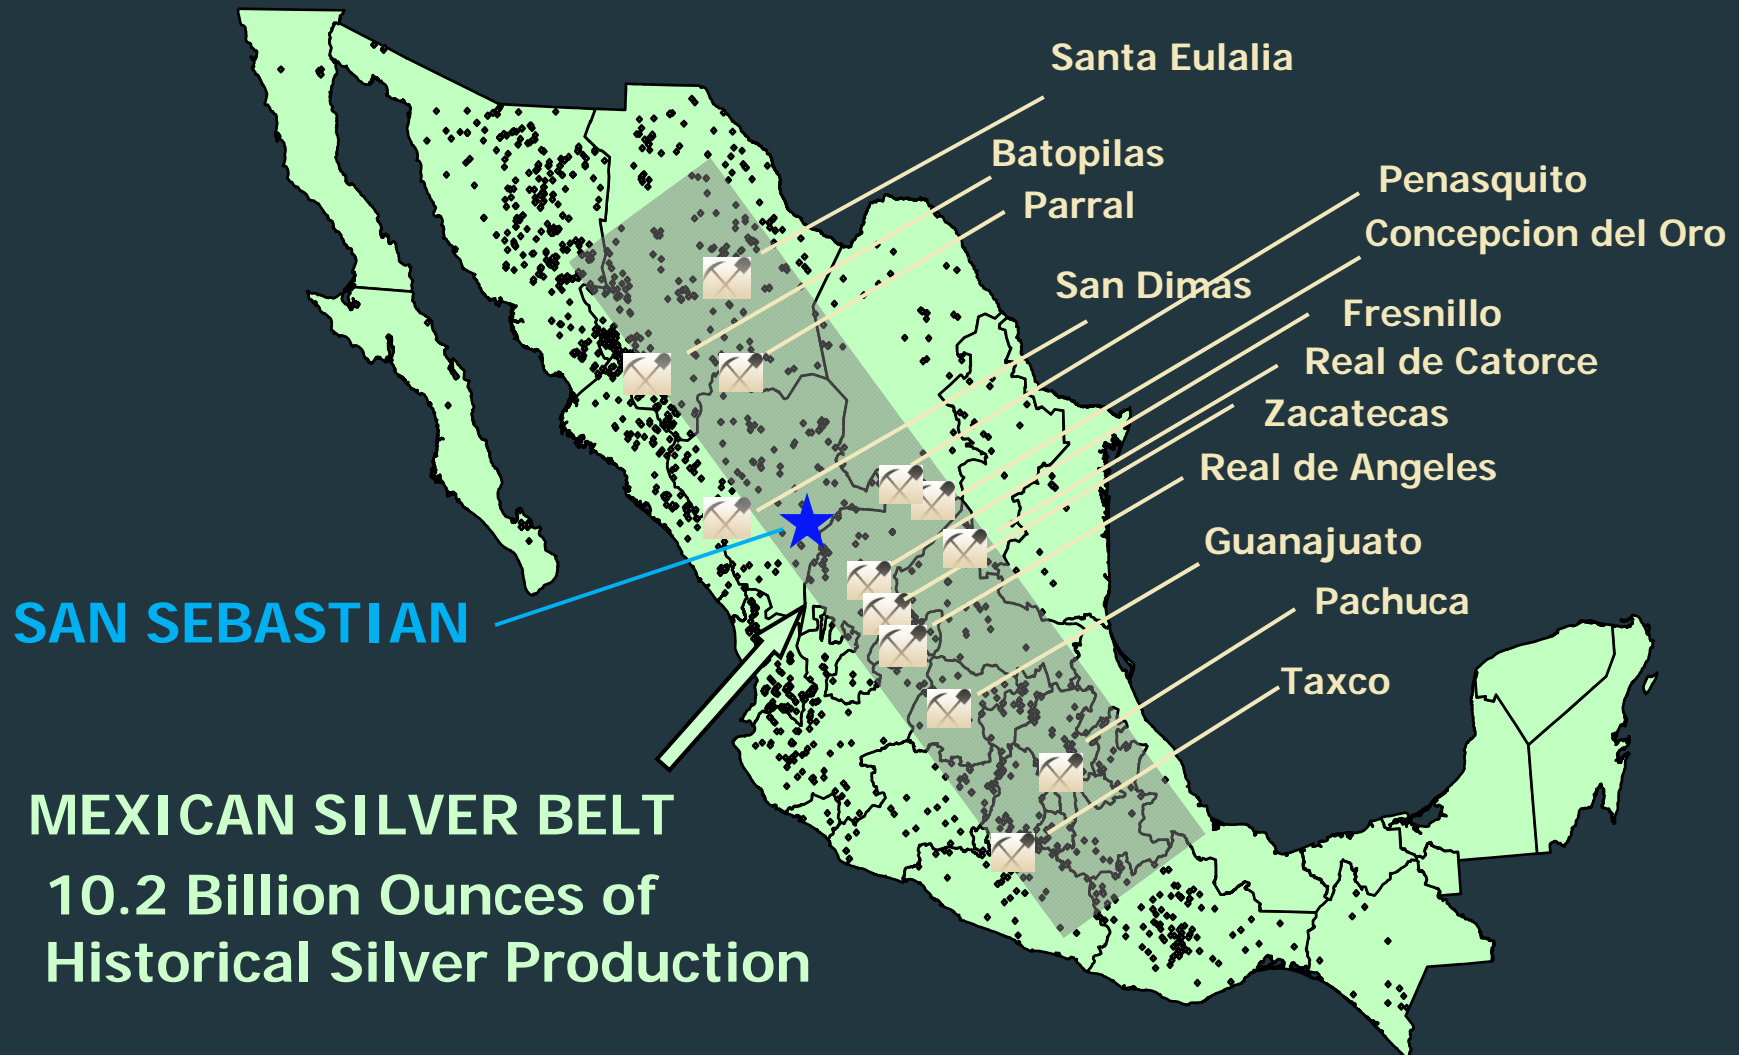 Santa Eulalia
Batopilas
Parral
Penasquito
Concepcion del Oro
San Dimas
Fresnillo
Real de Catorce
Zacatecas
Real de Angeles
Guanajuato
Pachuca
Taxco
SAN SEBASTIAN
MEXICAN SILVER BELT
10.2 Billion Ounces of
Historical Silver Production